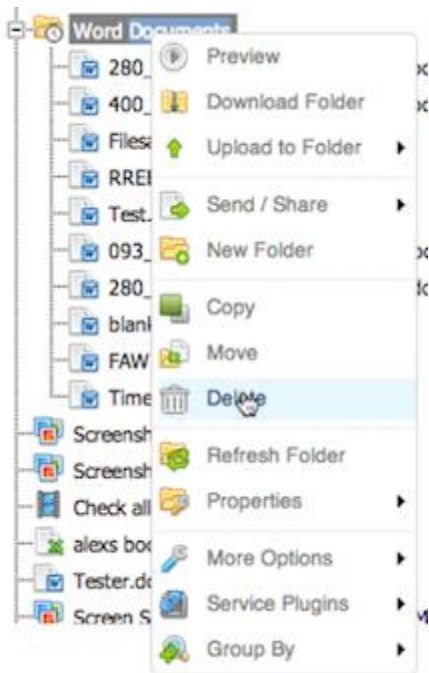 Word Documents
Preview
280_
Download Folder
400_
Upload to Folder
Files
RREI
Send / Share
Test.
New Folder
093_
280_
Copy
blank
Move
FAW
Delete
Time
Screensh
Refresh Folder
Screensh
Properties
Check all
alexs boo
More Options
Tester.do
Service Plugins
Screen S
Group By